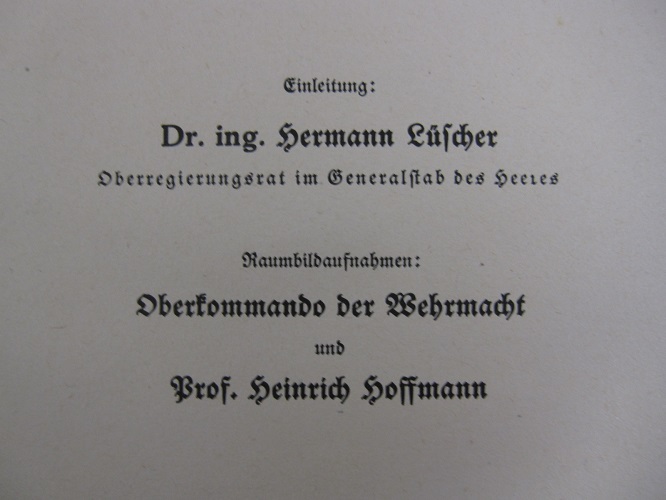 Einleitung:
Dr. ing. Hermann Lüscher
Oberregierungsrat im Generalstab des Heeres
Raumbildaufnahmen:
Oberkommando der Wehrmacht
und
Prof. Heinrich Hoffmann